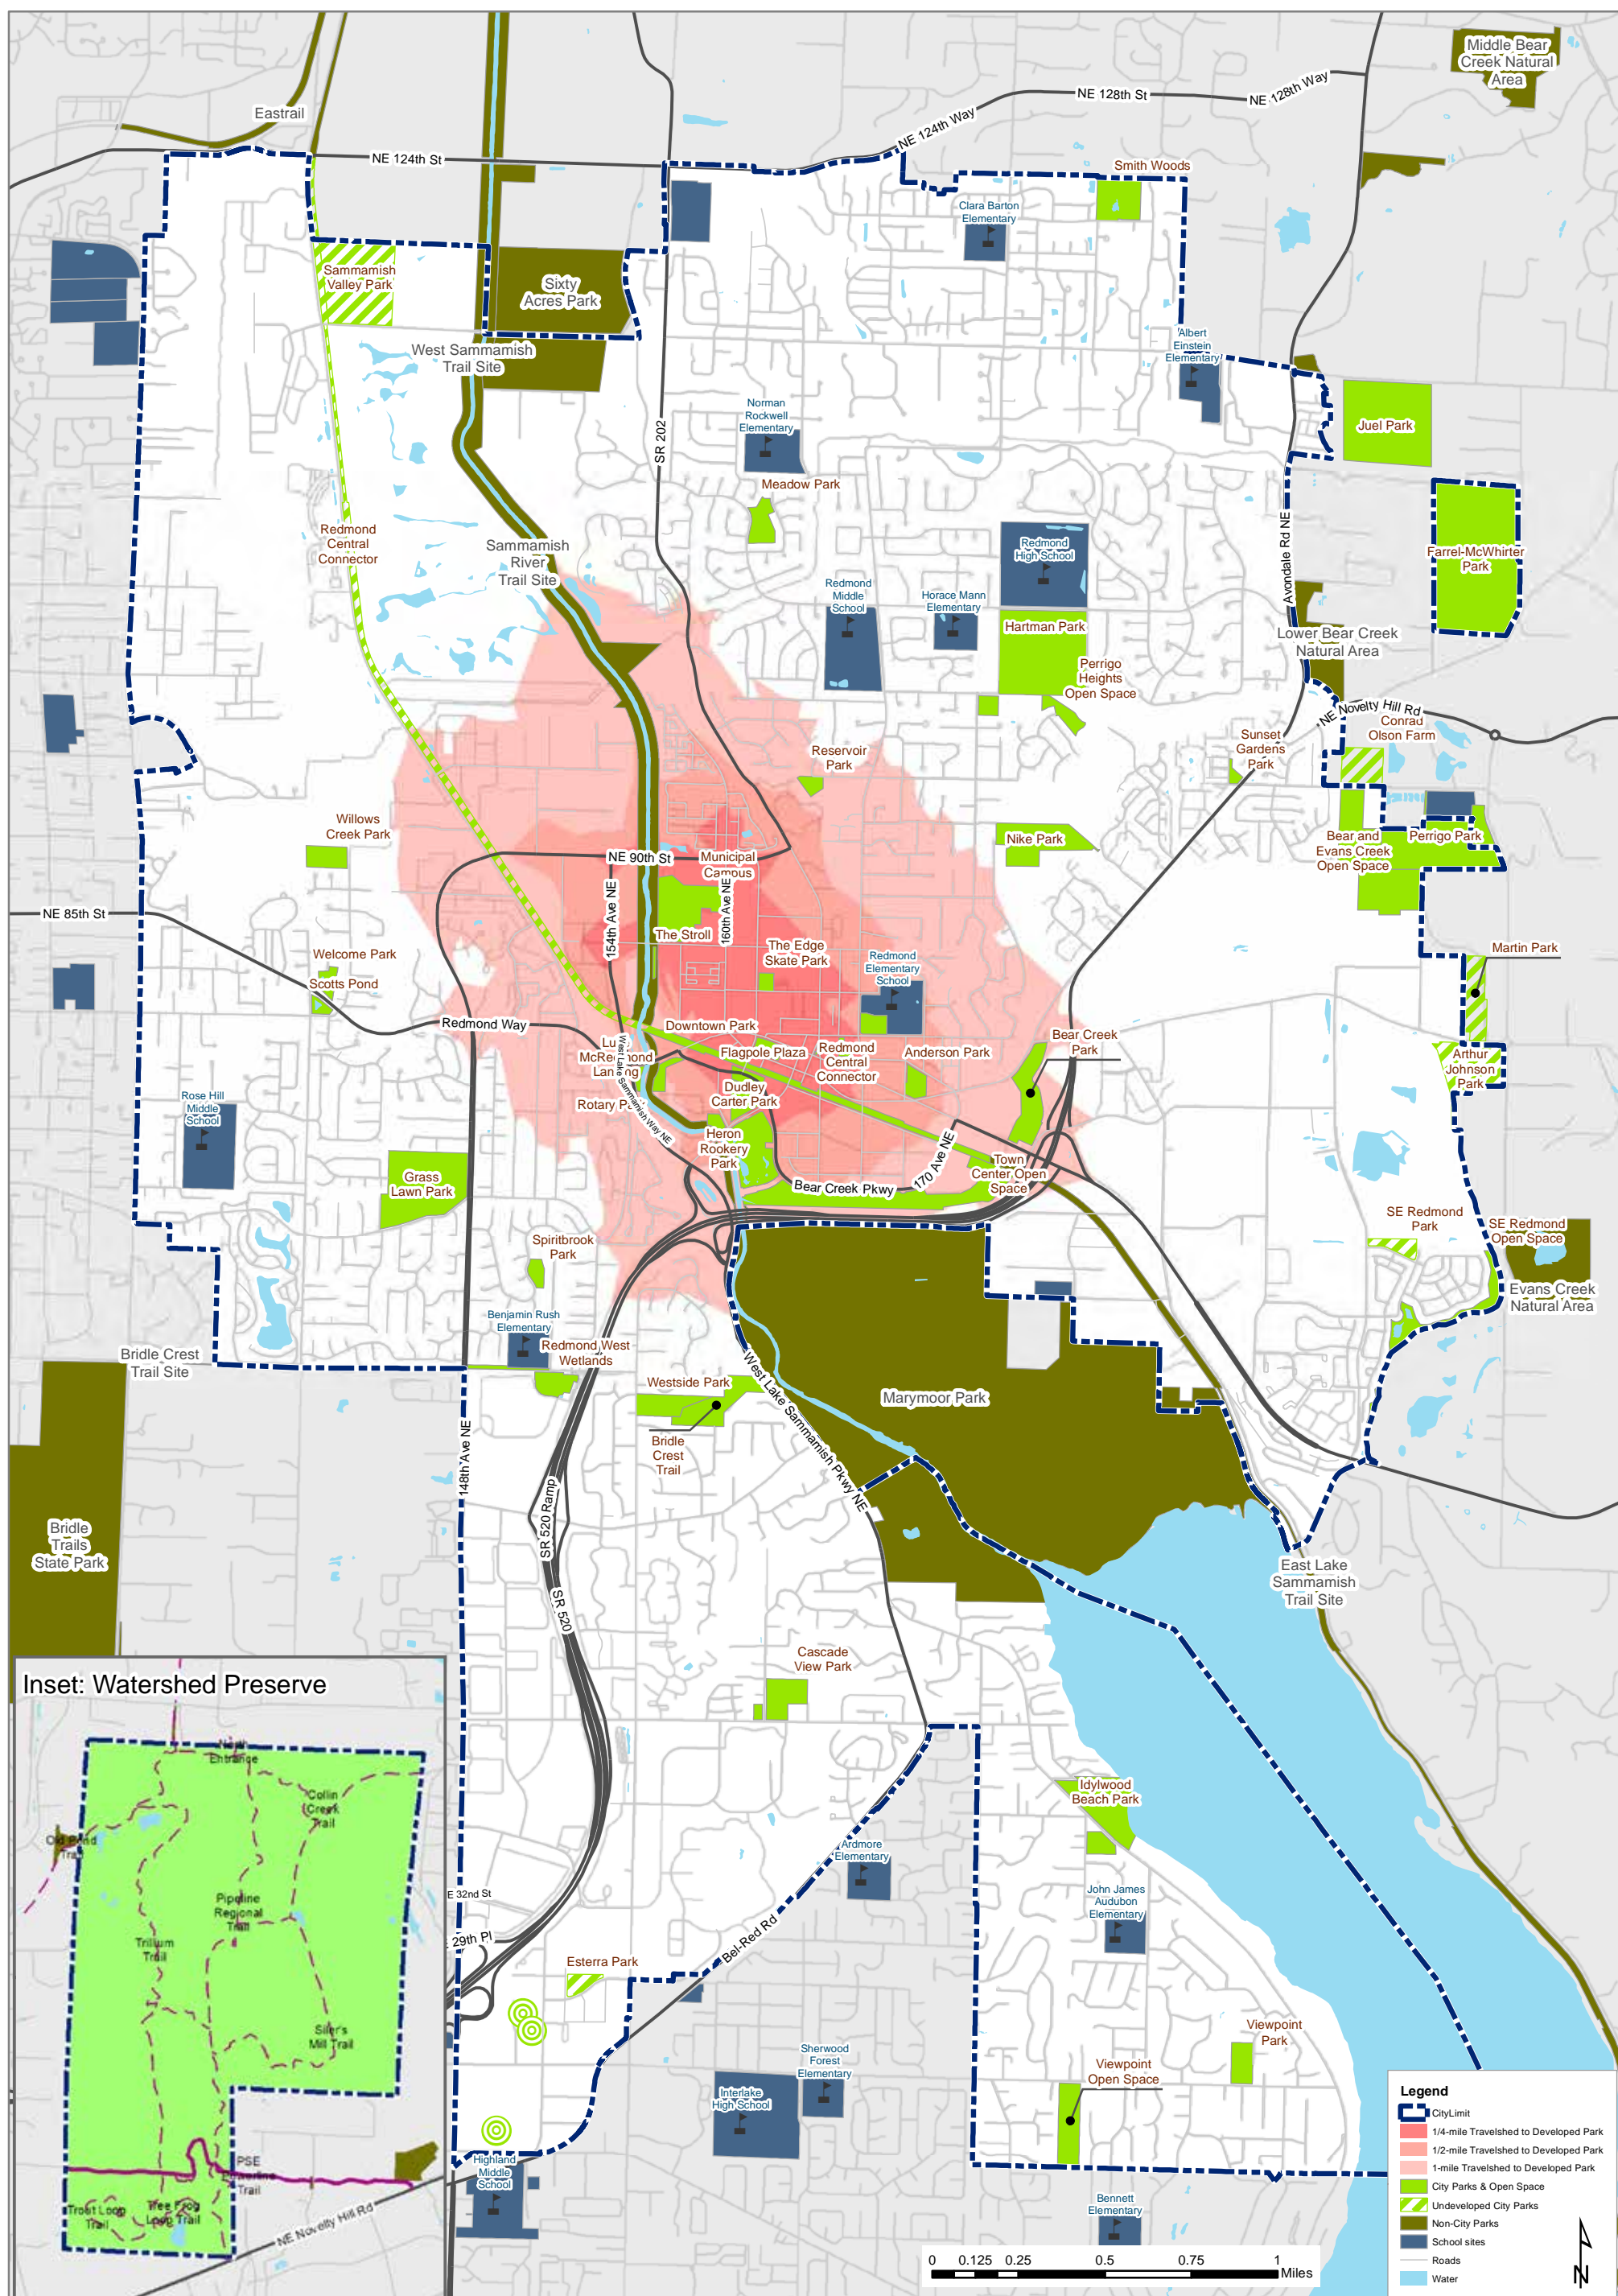 Middle Bear
Creek Natural
Area
Eastrail
NE 128th St
NE 128th Way
NE 124th Way
NE 124th St
Smith Woods
Clara Barton
Elementary
Sammamish
Valley Park
Sixty
Acres Park
West Sammamish
Trail Site
Albert
Einstein
Elementary
Norman
Rockwell
Elementary
SR 202
Juel Park
Meadow Park
Redmond
Central
Connector
Sammamish
River
Trail Site
Redmond
High School
Avondale Rd NE
Farrel-McWhirter
Park
Redmond
Middle
School
Horace Mann
Elementary
Hartman Park
Lower Bear Creek
Natural Area
Perrigo
Heights
Open Space
NE Novelty Hill Rd
Conrad
Olson Farm
Sunset
Gardens
Park
Reservoir
Park
Willows
Creek Park
Nike Park
Bear and
Evans Creek
Open Space
Perrigo Park
NE 90th St
Municipal
Campus
154th Ave NE
160th Ave NE
NE 85th St
The Stroll
The Edge
Skate Park
Redmond
Elementary
School
Martin Park
Welcome Park
Scotts Pond
Redmond Way
Downtown Park
Flagpole Plaza
Redmond
Central
Connector
Anderson Park
Bear Creek
Park
Arthur
Johnson
Park
West Lake Sammamish Way NE
Dudley
Carter Park
Rose Hill
Middle
School
Heron
Rookery
Park
170 Ave NE
Town
Center Open
Space
Bear Creek Pkwy
Grass
Lawn Park
SE Redmond
Park
SE Redmond
Open Space
Spiritbrook
Park
Evans Creek
Natural Area
Benjamin Rush
Elementary
Redmond West
Wetlands
Bridle Crest
Trail Site
Westside Park
West Lake Sammamish Pkwy NE
Marymoor Park
Bridle
Crest
Trail
148th Ave NE
SR 520 Ramp
Bridle
Trails
State Park
SR 520
East Lake
Sammamish
Trail Site
Cascade
View Park
Inset: Watershed Preserve
North
Entrance
Collin
Creek
Trail
Old Pond
Trail
Idylwood
Beach Park
Ardmore
Elementary
Pipeline
Regional
Trail
Trillium
Trail
E 32nd St
29th Pl
John James
Audubon
Elementary
Bel-Red Rd
Esterra Park
Siler's
Mill Trail
Viewpoint
Park
Sherwood
Forest
Elementary
Viewpoint
Open Space
Interlake
High School
PSE
Powerline
Trail
Highland
Middle
School
Trout Loop
Trail
Tree Frog
Loop Trail
NE Novelty Hill Rd
Bennett
Elementary
Legend
CityLimit
1/4-mile Travelshed to Developed Park
1/2-mile Travelshed to Developed Park
1-mile Travelshed to Developed Park
City Parks & Open Space
Undeveloped City Parks
Non-City Parks
School sites
Roads
Water
N
0 0.125 0.25 0.5 0.75 1
Miles